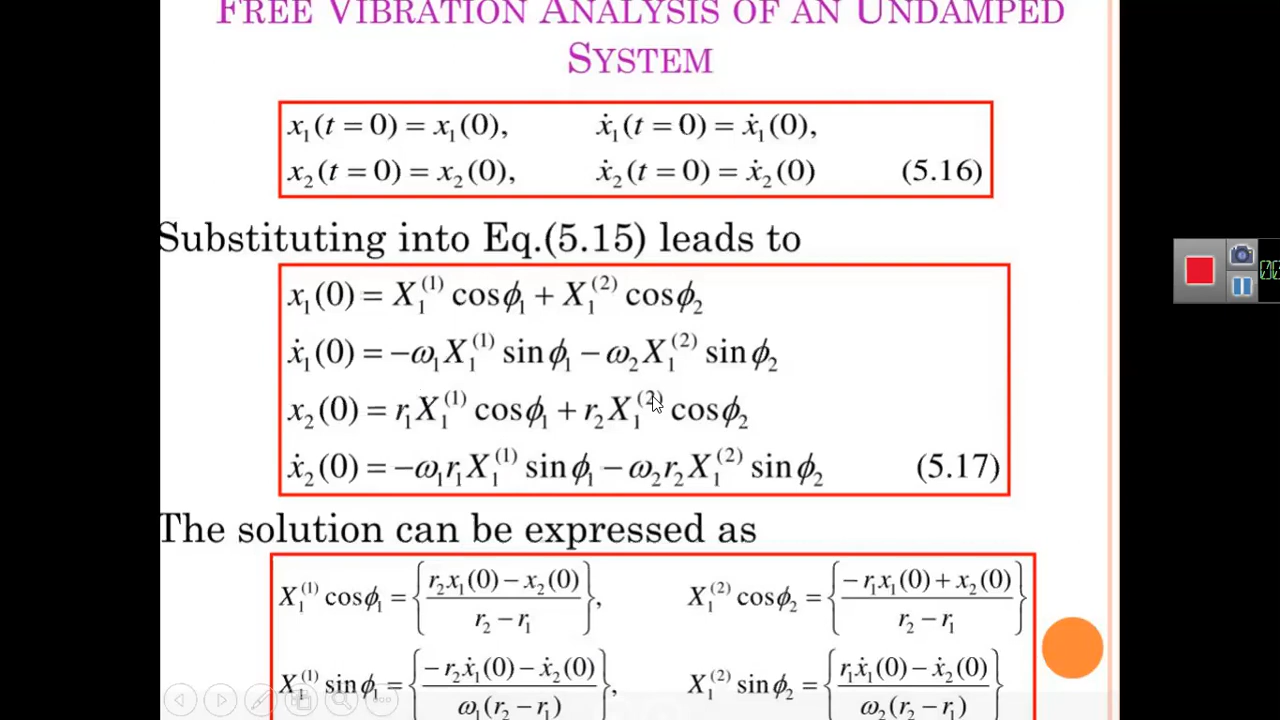 FREE VIBRATION ANALYSIS OF AN UNDAMPED
SYSTEM
x₁(t = 0) = x₁(0), ẋ₁(t = 0) = ẋ₁(0),
x₂(t = 0) = x₂(0), ẋ₂(t = 0) = ẋ₂(0) (5.16)
Substituting into Eq.(5.15) leads to
x₁(0) = X₁⁽¹⁾ cos ϕ₁ + X₁⁽²⁾ cos ϕ₂
ẋ₁(0) = −ω₁X₁⁽¹⁾ sin ϕ₁ − ω₂X₁⁽²⁾ sin ϕ₂
x₂(0) = r₁X₁⁽¹⁾ cos ϕ₁ + r₂X₁⁽²⁾ cos ϕ₂
ẋ₂(0) = −ω₁r₁X₁⁽¹⁾ sin ϕ₁ − ω₂r₂X₁⁽²⁾ sin ϕ₂ (5.17)
The solution can be expressed as
X₁⁽¹⁾ cos ϕ₁ = {(r₂x₁(0) − x₂(0))/(r₂ − r₁)}, X₁⁽²⁾ cos ϕ₂ = {(−r₁x₁(0) + x₂(0))/(r₂ − r₁)}
X₁⁽¹⁾ sin ϕ₁ = {(−r₂ẋ₁(0) − ẋ₂(0))/(ω₁(r₂ − r₁))}, X₁⁽²⁾ sin ϕ₂ = {(r₁ẋ₁(0) − ẋ₂(0))/(ω₂(r₂ − r₁))}